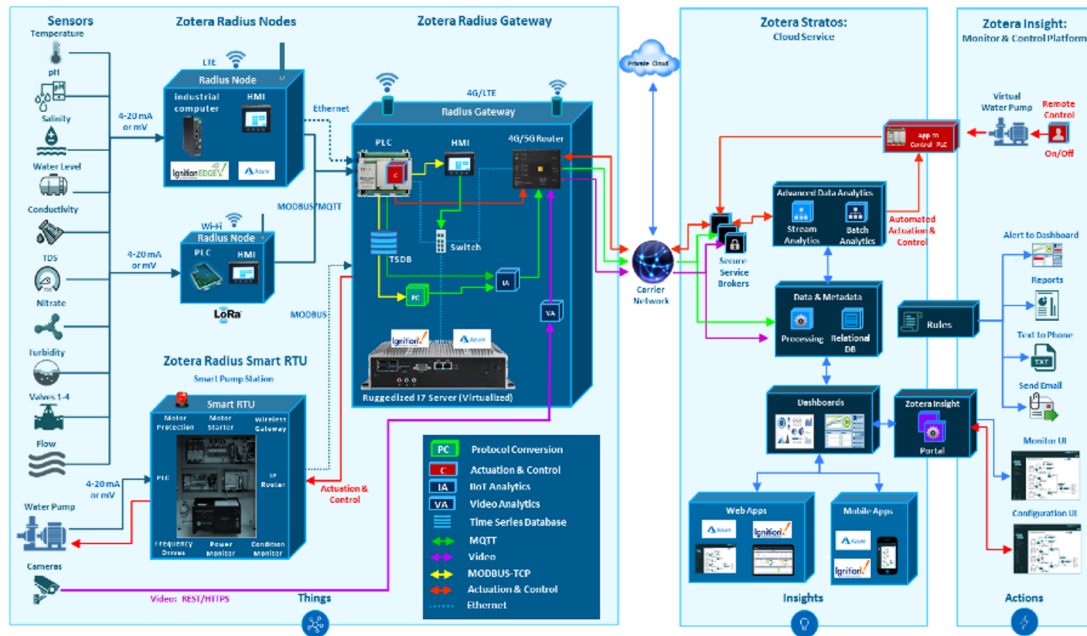 Sensors
Temperature
pH
pH
Salinity
Water Level
Conductivity
TDS
Nitrate
Turbidity
Valves 1-4
Flow
Water Pump
Cameras
4-20 mA
or mV
4-20 mA
or mV
4-20 mA
or mV
Zotera Radius Nodes
LTE
Radius Node
industrial
computer
HMI
IgnitionEDGE
Azure
Ethernet
MODBUS/MQTT
Wi-Fi
Radius Node
PLC
HMI
LoRa
MODBUS
Zotera Radius Smart RTU
Smart Pump Station
Smart RTU
Motor
Protection
Motor
Starter
Wireless
Gateway
PLC
IP
Router
Frequency
Drives
Power
Monitor
Condition
Monitor
Actuation &
Control
Video: REST/HTTPS
Things
Zotera Radius Gateway
4G/LTE
Radius Gateway
PLC
C
HMI
4G/5G Router
Switch
TSDB
PC
IA
VA
Ignition!
Azure
Ruggedized I7 Server (Virtualized)
PC
Protocol Conversion
C
Actuation & Control
IA
IIoT Analytics
VA
Video Analytics
Time Series Database
MQTT
Video
MODBUS-TCP
Actuation & Control
Ethernet
Private Cloud
Carrier
Network
Zotera Stratos:
Cloud Service
Secure
Service
Brokers
App to
Control PLC
Advanced Data Analytics
Stream
Analytics
Batch
Analytics
Automated
Actuation
& Control
Data & Metadata
Processing
Relational
DB
Rules
Dashboards
Zotera Insight
Portal
Web Apps
Azure
Ignition!
Mobile Apps
Azure
Ignition!
Insights
Zotera Insight:
Monitor & Control Platform
Virtual
Water Pump
Remote
Control
On/Off
Alert to Dashboard
Reports
Text to Phone
TXT
Send Email
Monitor UI
Configuration UI
Actions